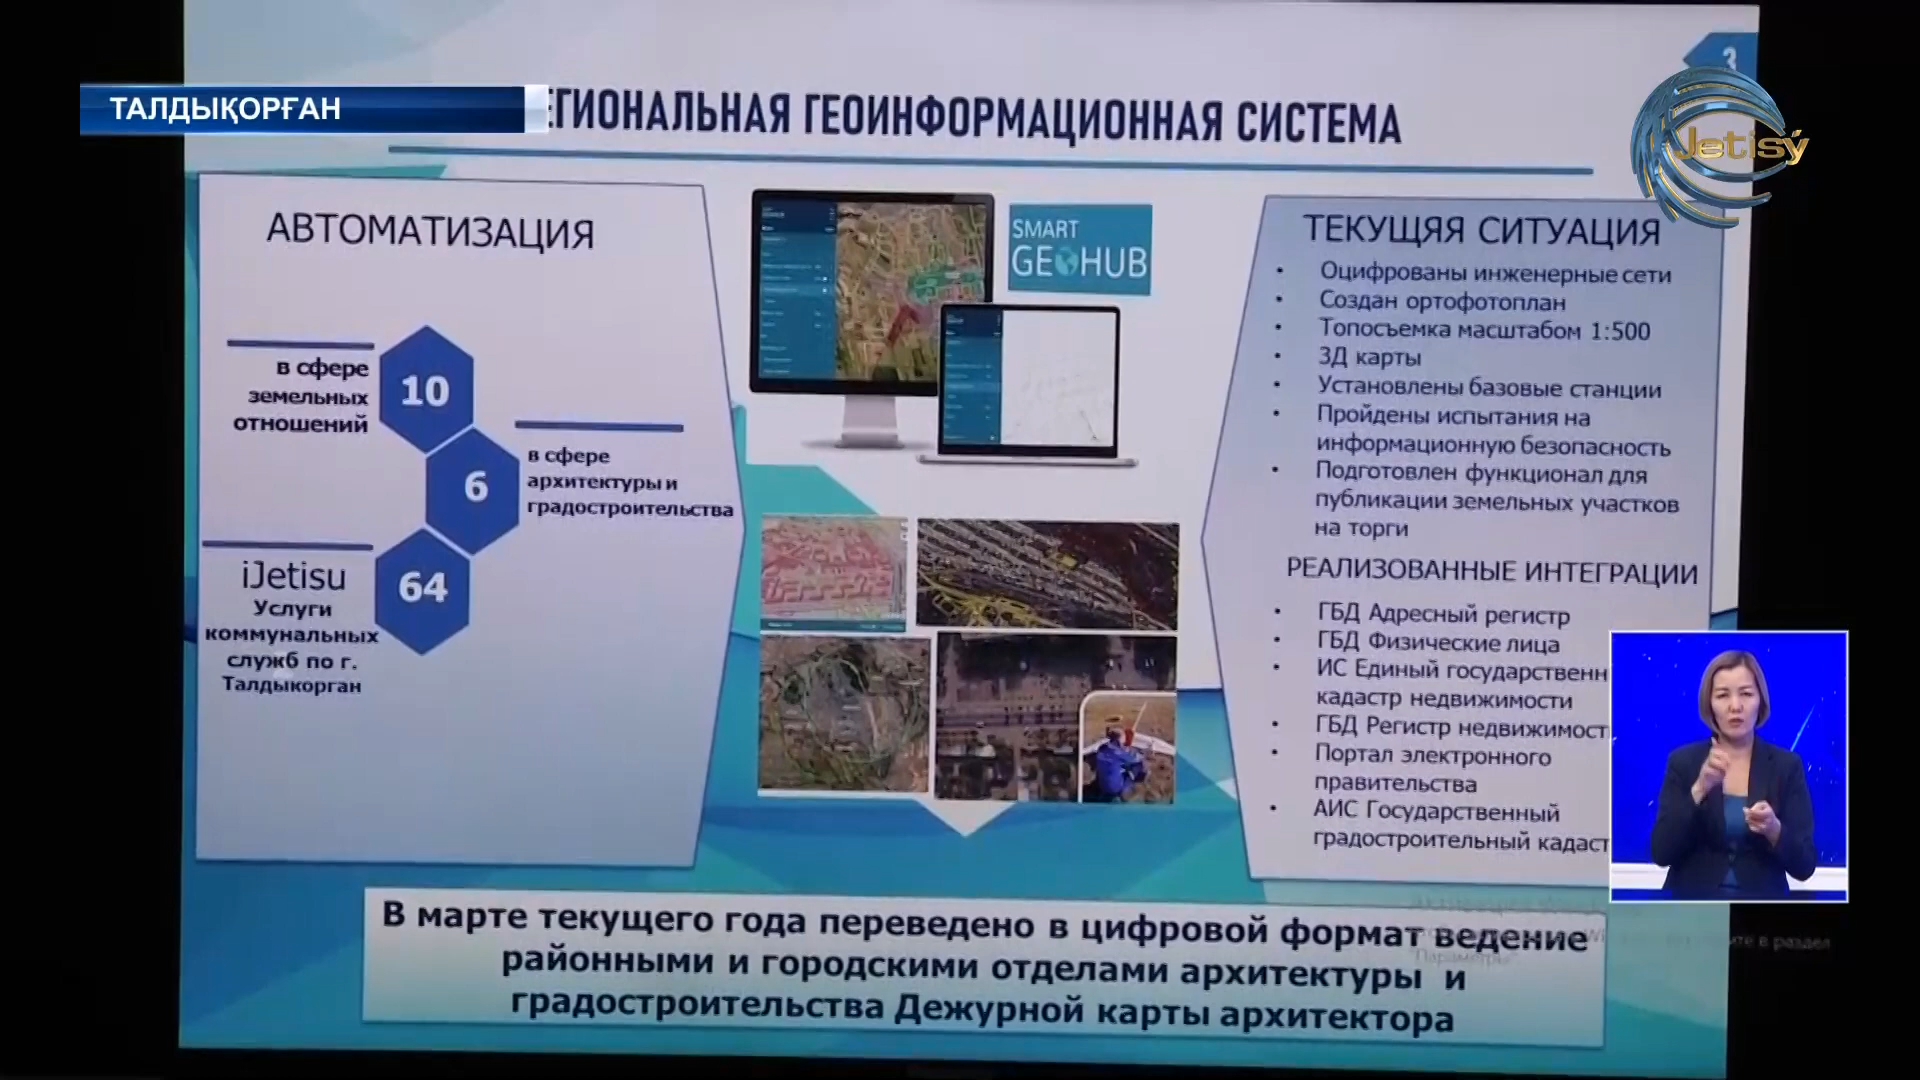 3
ТАЛДЫҚОРҒАН
ЕГИОНАЛЬНАЯ ГЕОИНФОРМАЦИОННАЯ СИСТЕМА
Jetisý
АВТОМАТИЗАЦИЯ
в сфере
земельных
отношений
10
6
в сфере
архитектуры и
градостроительства
iJetisu
64
Услуги
коммунальных
служб по г.
Талдыкорган
SMART
GEOHUB
ТЕКУЩЯЯ СИТУАЦИЯ
• Оцифрованы инженерные сети
• Создан ортофотоплан
• Топосъемка масштабом 1:500
• 3Д карты
• Установлены базовые станции
• Пройдены испытания на
информационную безопасность
• Подготовлен функционал для
публикации земельных участков
на торги
РЕАЛИЗОВАННЫЕ ИНТЕГРАЦИИ
• ГБД Адресный регистр
• ГБД Физические лица
• ИС Единый государственн
кадастр недвижимости
• ГБД Регистр недвижимост
• Портал электронного
правительства
• АИС Государственный
градостроительный кадаст
В марте текущего года переведено в цифровой формат ведение
районными и городскими отделами архитектуры и
градостроительства Дежурной карты архитектора
в раздел
"Параметры".